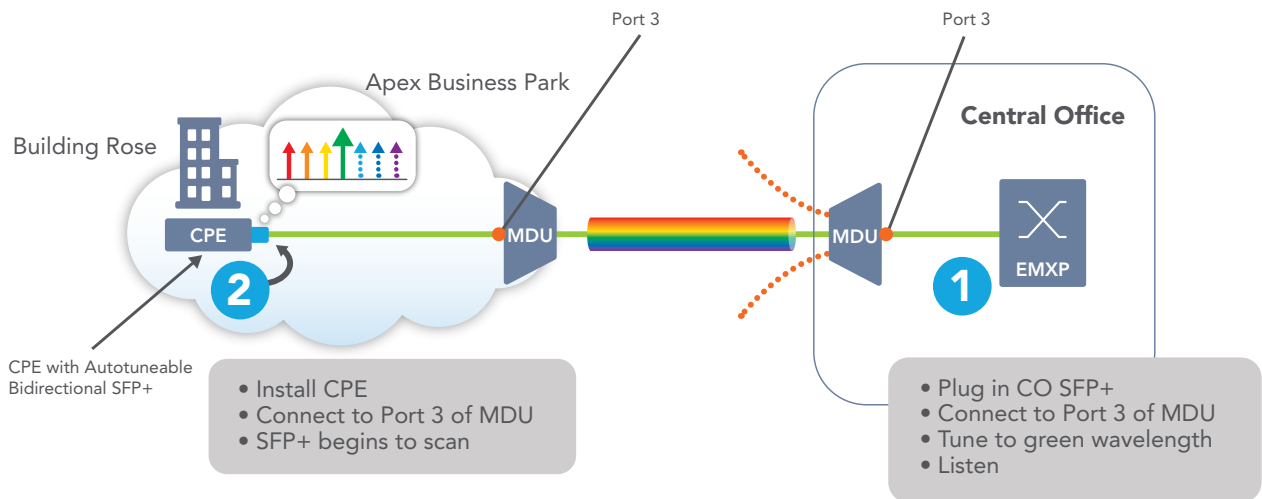 Port 3
Port 3
Apex Business Park
Central Office
Building Rose
CPE
MDU
MDU
EMXP
2
1
CPE with Autotuneable
Bidirectional SFP+
• Install CPE
• Connect to Port 3 of MDU
• SFP+ begins to scan
• Plug in CO SFP+
• Connect to Port 3 of MDU
• Tune to green wavelength
• Listen